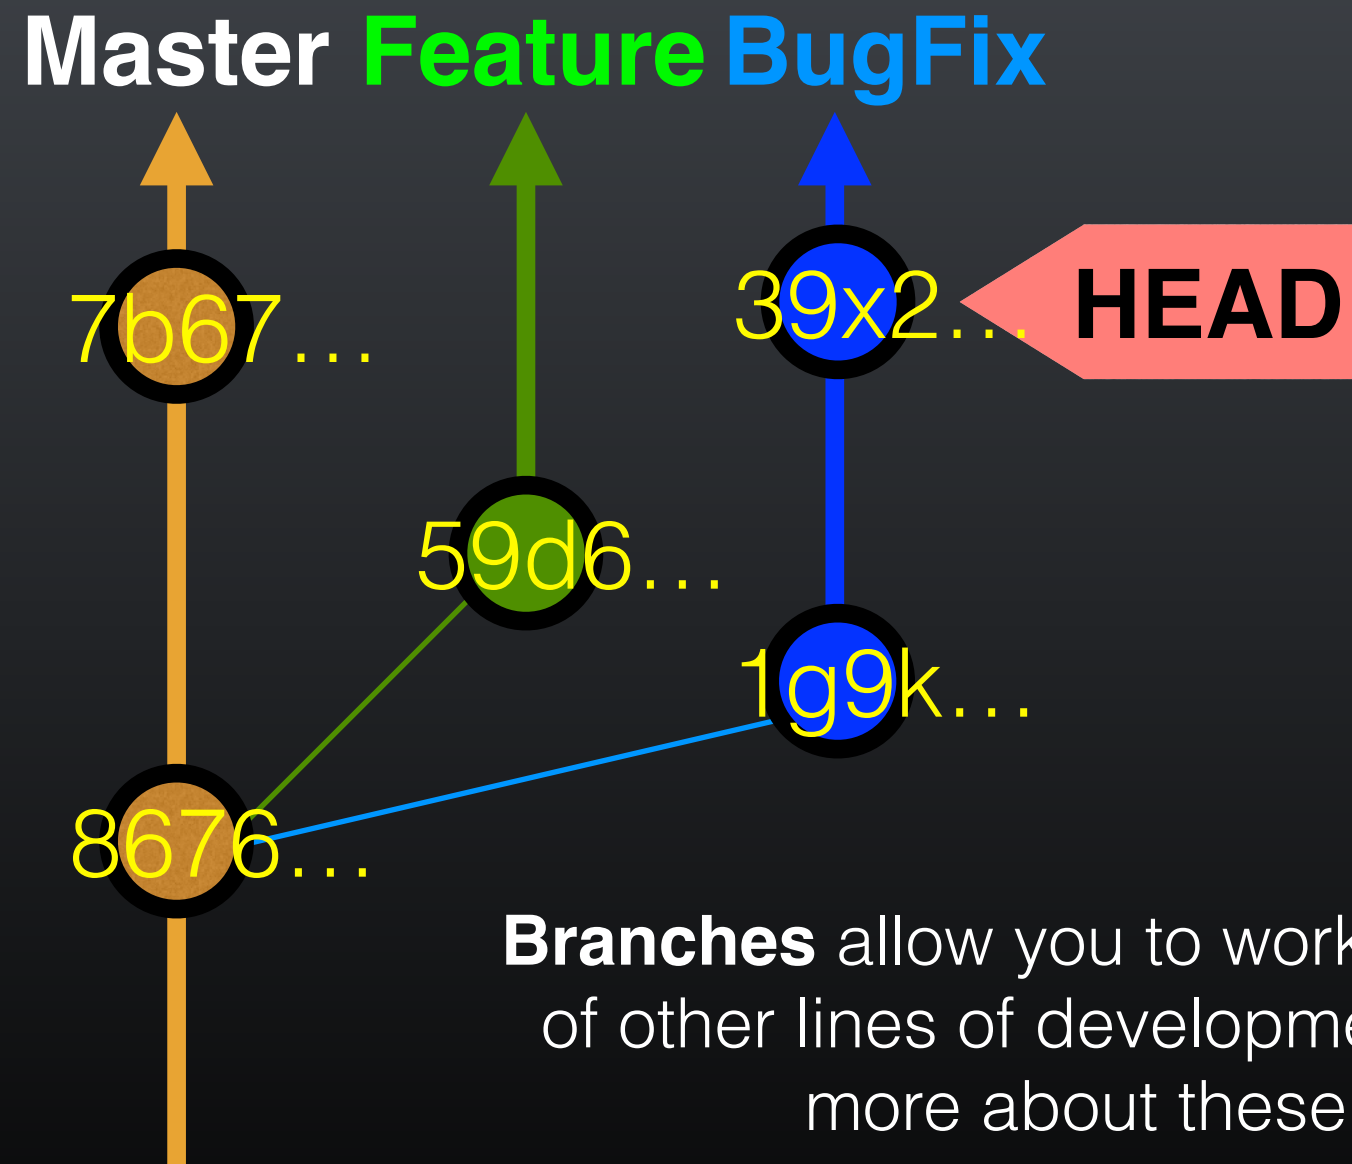 Master Feature BugFix
7b67...
39x2...
HEAD
59d6...
1g9k...
8676...
Branches allow you to work
of other lines of developme
more about these